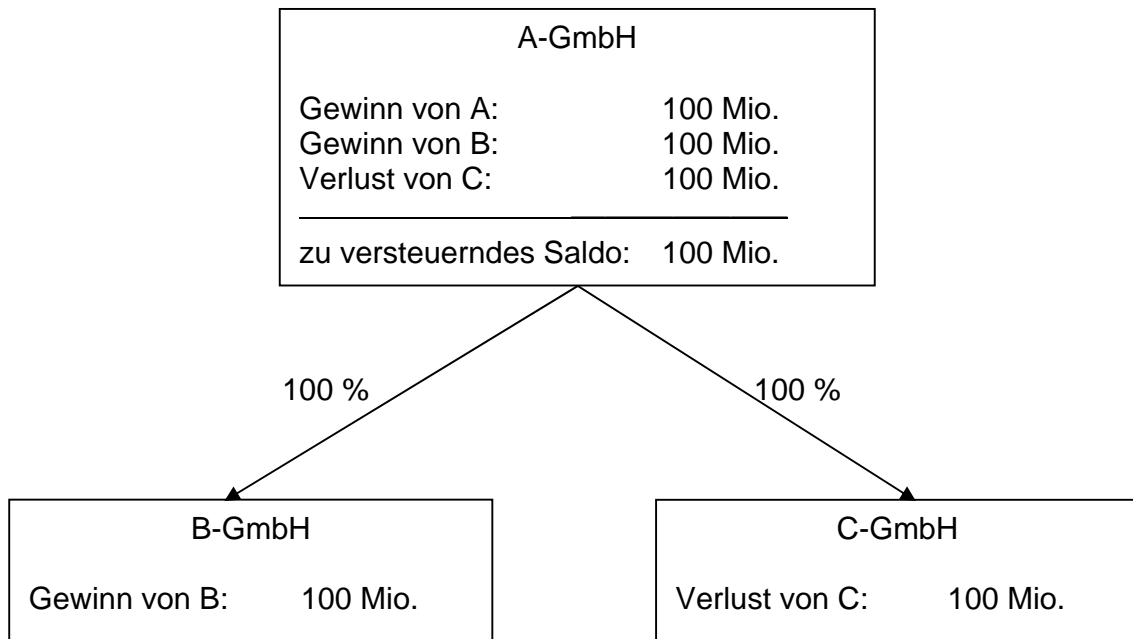 A-GmbH
Gewinn von A: 100 Mio.
Gewinn von B: 100 Mio.
Verlust von C: 100 Mio.
zu versteuerndes Saldo: 100 Mio.
100 % 100 %
B-GmbH
Gewinn von B: 100 Mio.
C-GmbH
Verlust von C: 100 Mio.